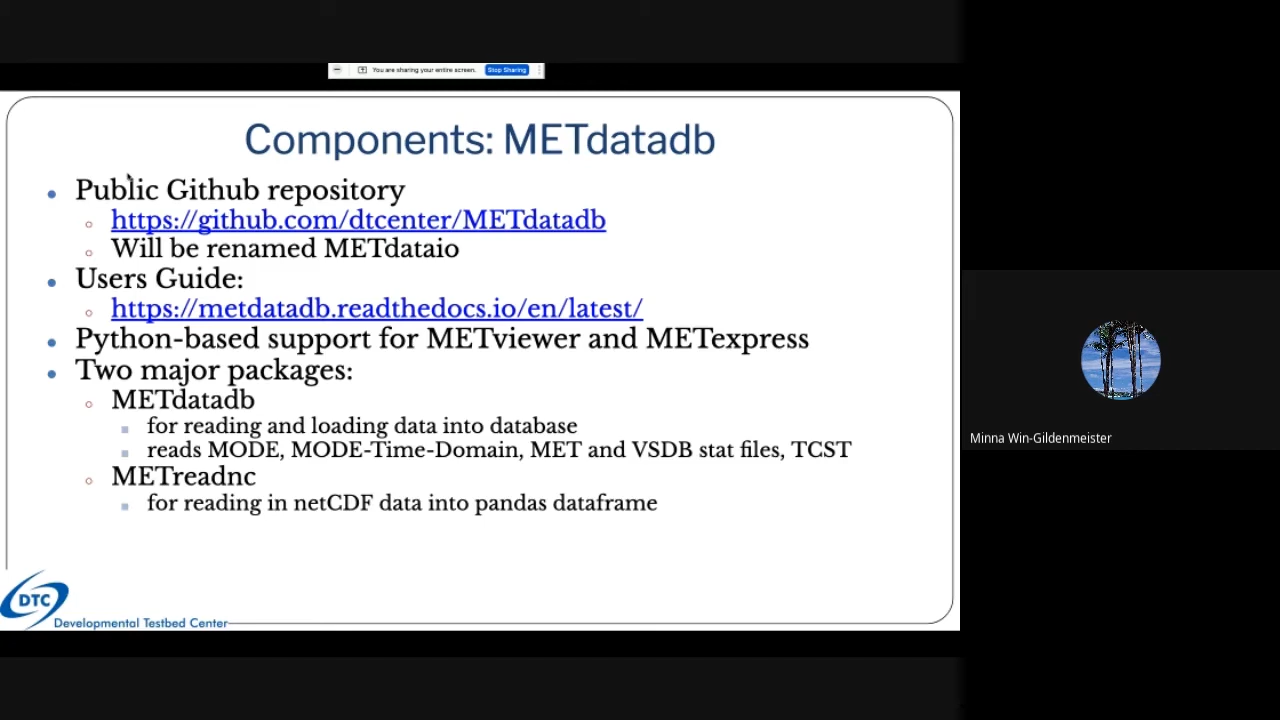 You are sharing your entire screen.
Stop Sharing
Components: METdatadb
Public Github repository
https://github.com/dtcenter/METdatadb
Will be renamed METdataio
Users Guide:
https://metdatadb.readthedocs.io/en/latest/
Python-based support for METviewer and METexpress
Two major packages:
METdatadb
for reading and loading data into database
reads MODE, MODE-Time-Domain, MET and VSDB stat files, TCST
METreadnc
for reading in netCDF data into pandas dataframe
DTC
Developmental Testbed Center
Minna Win-Gildenmeister